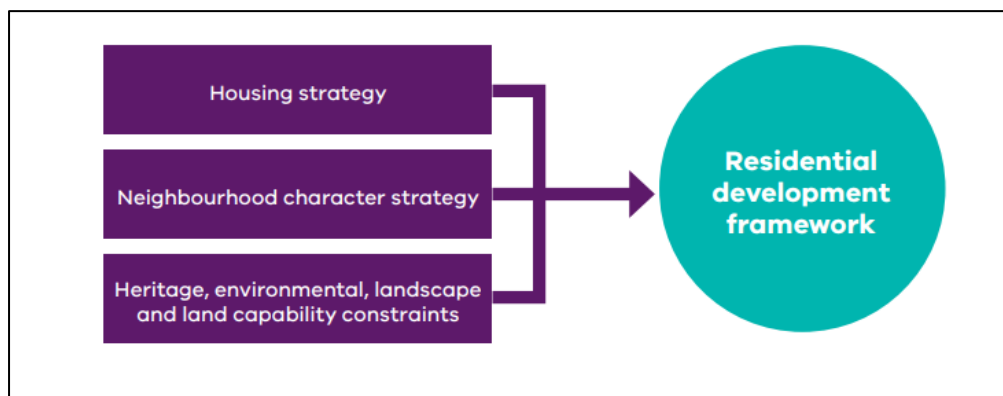 Housing strategy
Neighbourhood character strategy
Heritage, environmental, landscape
and land capability constraints
Residential
development
framework